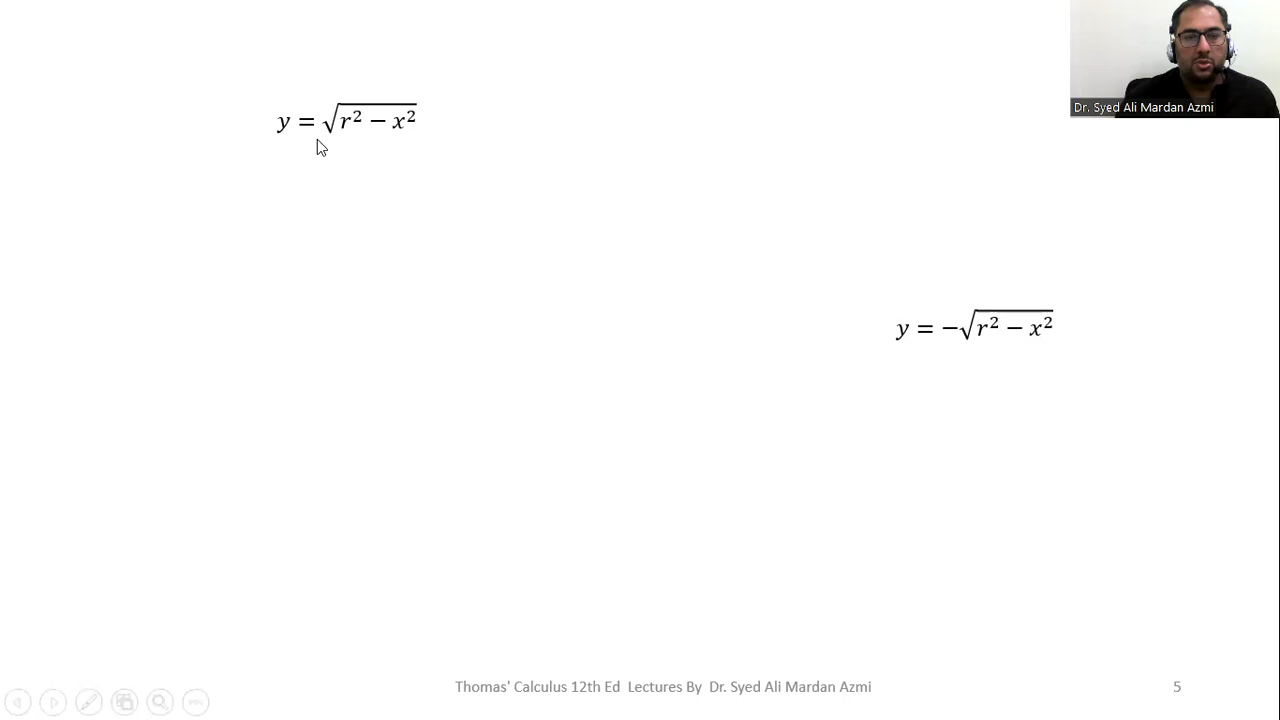 Dr. Syed Ali Mardan Azmi
y = √r² − x²
y = −√r² − x²
Thomas' Calculus 12th Ed Lectures By Dr. Syed Ali Mardan Azmi
5